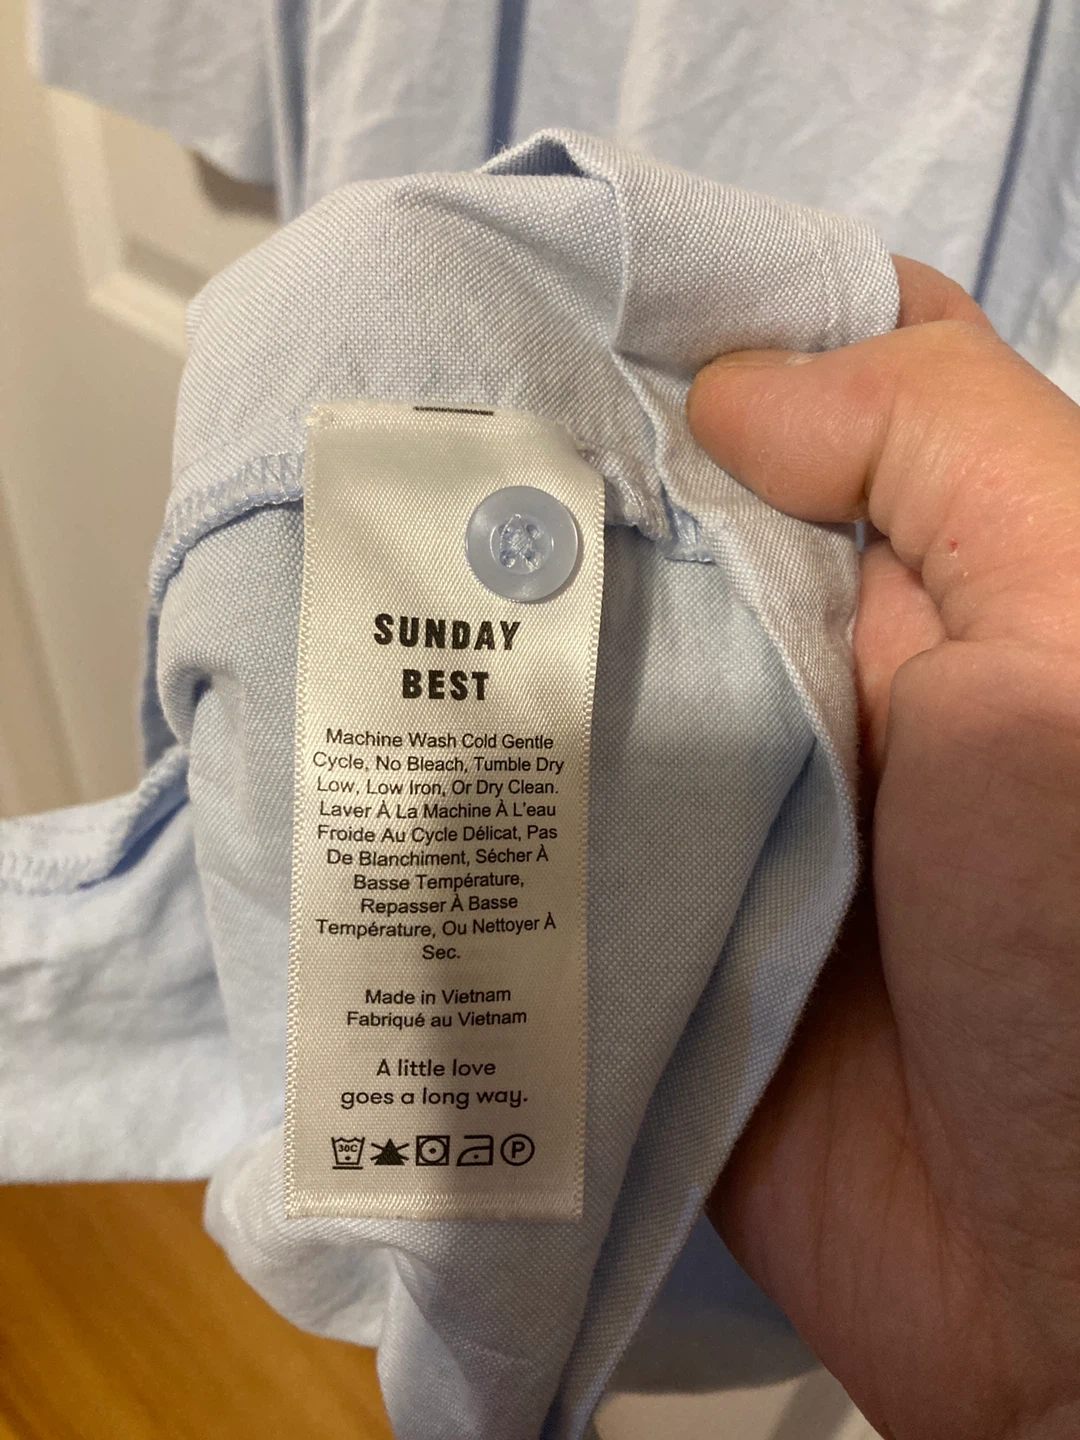 SUNDAY
BEST
Machine Wash Cold Gentle
Cycle, No Bleach, Tumble Dry
Low, Low Iron, Or Dry Clean.
Laver À La Machine À L'eau
Froide Au Cycle Délicat, Pas
De Blanchiment, Sécher À
Basse Température,
Repasser À Basse
Température, Ou Nettoyer À
Sec.
Made in Vietnam
Fabriqué au Vietnam
A little love
goes a long way.
30C P